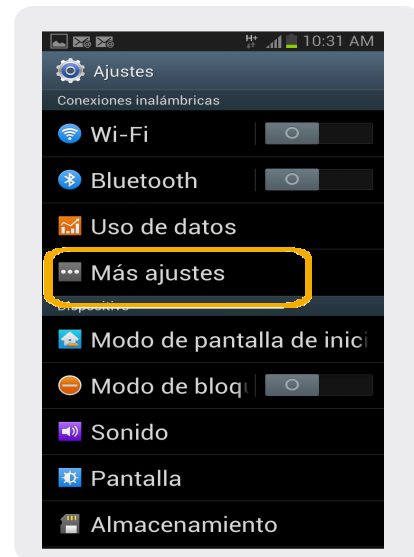 H+ 10:31 AM
Ajustes
Conexiones inalámbricas
Wi-Fi
Bluetooth
Uso de datos
Más ajustes
Dispositivo
Modo de pantalla de inici
Modo de bloq
Sonido
Pantalla
Almacenamiento